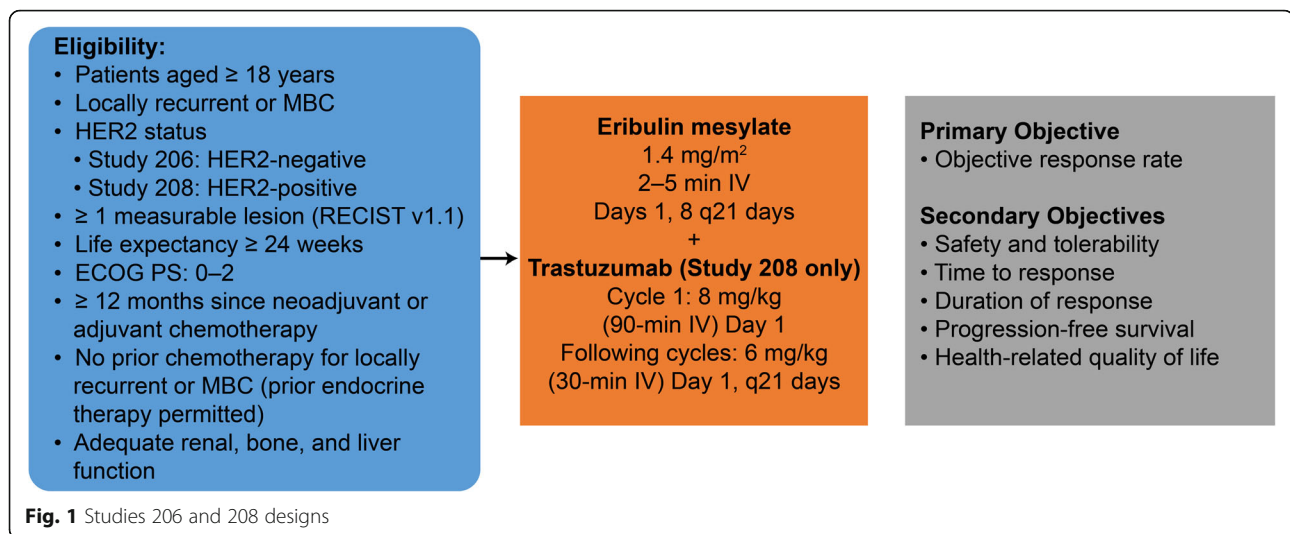 Eligibility:
• Patients aged ≥ 18 years
• Locally recurrent or MBC
• HER2 status
• Study 206: HER2-negative
• Study 208: HER2-positive
• ≥ 1 measurable lesion (RECIST v1.1)
• Life expectancy ≥ 24 weeks
• ECOG PS: 0–2
• ≥ 12 months since neoadjuvant or
adjuvant chemotherapy
• No prior chemotherapy for locally
recurrent or MBC (prior endocrine
therapy permitted)
• Adequate renal, bone, and liver
function
Eribulin mesylate
1.4 mg/m²
2–5 min IV
Days 1, 8 q21 days
+
Trastuzumab (Study 208 only)
Cycle 1: 8 mg/kg
(90-min IV) Day 1
Following cycles: 6 mg/kg
(30-min IV) Day 1, q21 days
Primary Objective
• Objective response rate
Secondary Objectives
• Safety and tolerability
• Time to response
• Duration of response
• Progression-free survival
• Health-related quality of life
Fig. 1 Studies 206 and 208 designs